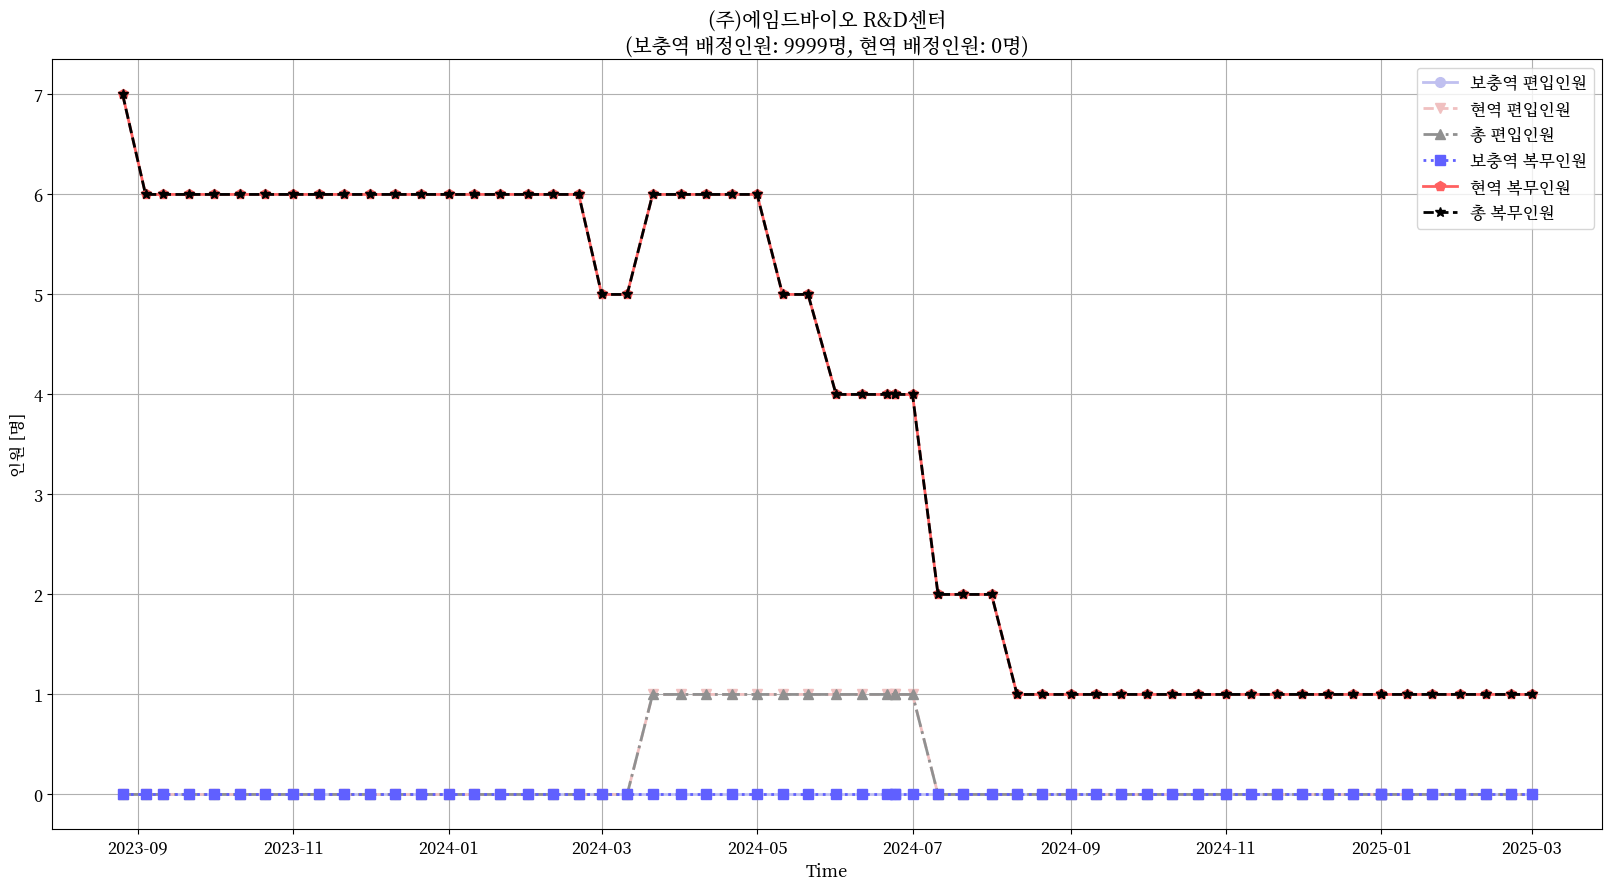 (주)에임드바이오 R&D센터
(보충역 배정인원: 9999명, 현역 배정인원: 0명)
보충역 편입인원
현역 편입인원
총 편입인원
보충역 복무인원
현역 복무인원
총 복무인원
인원 [명]
7
6
5
4
3
2
1
0
2023-09
2023-11
2024-01
2024-03
2024-05
2024-07
2024-09
2024-11
2025-01
2025-03
Time